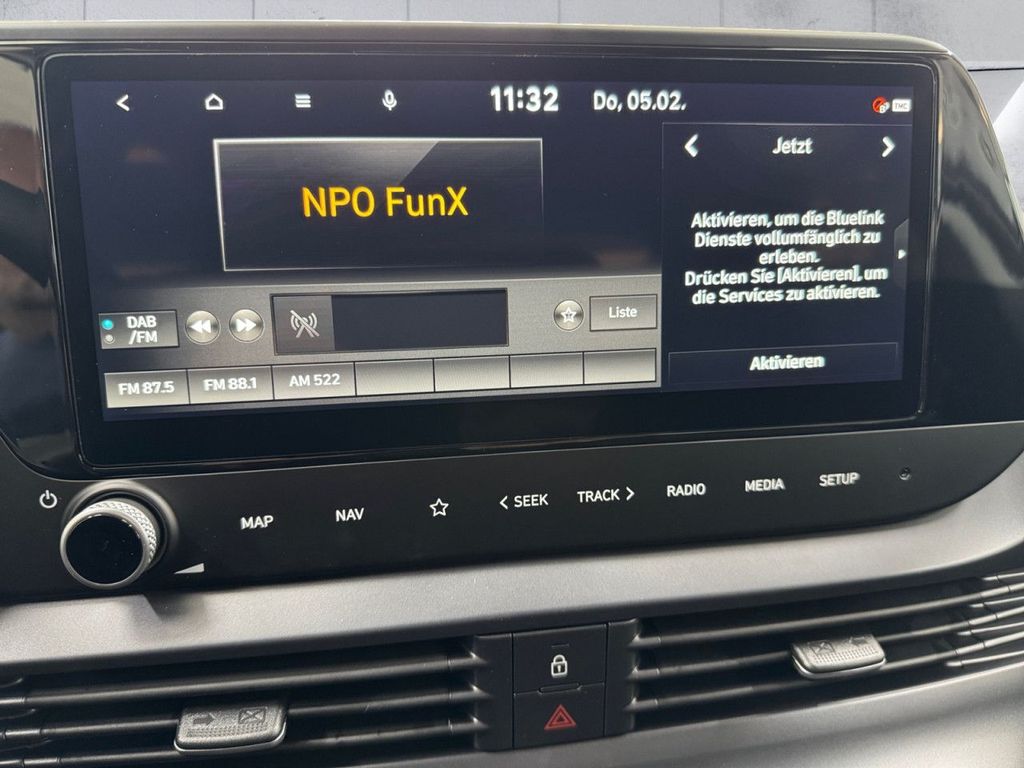 11:32 Do, 05.02. TMC
Jetzt
NPO FunX
Aktivieren, um die Bluelink
Dienste vollumfänglich zu
erleben.
Drücken Sie [Aktivieren], um
die Services zu aktivieren.
DAB
/FM
Liste
Aktivieren
FM 87.5 FM 88.1 AM 522
MAP NAV SEEK TRACK RADIO MEDIA SETUP